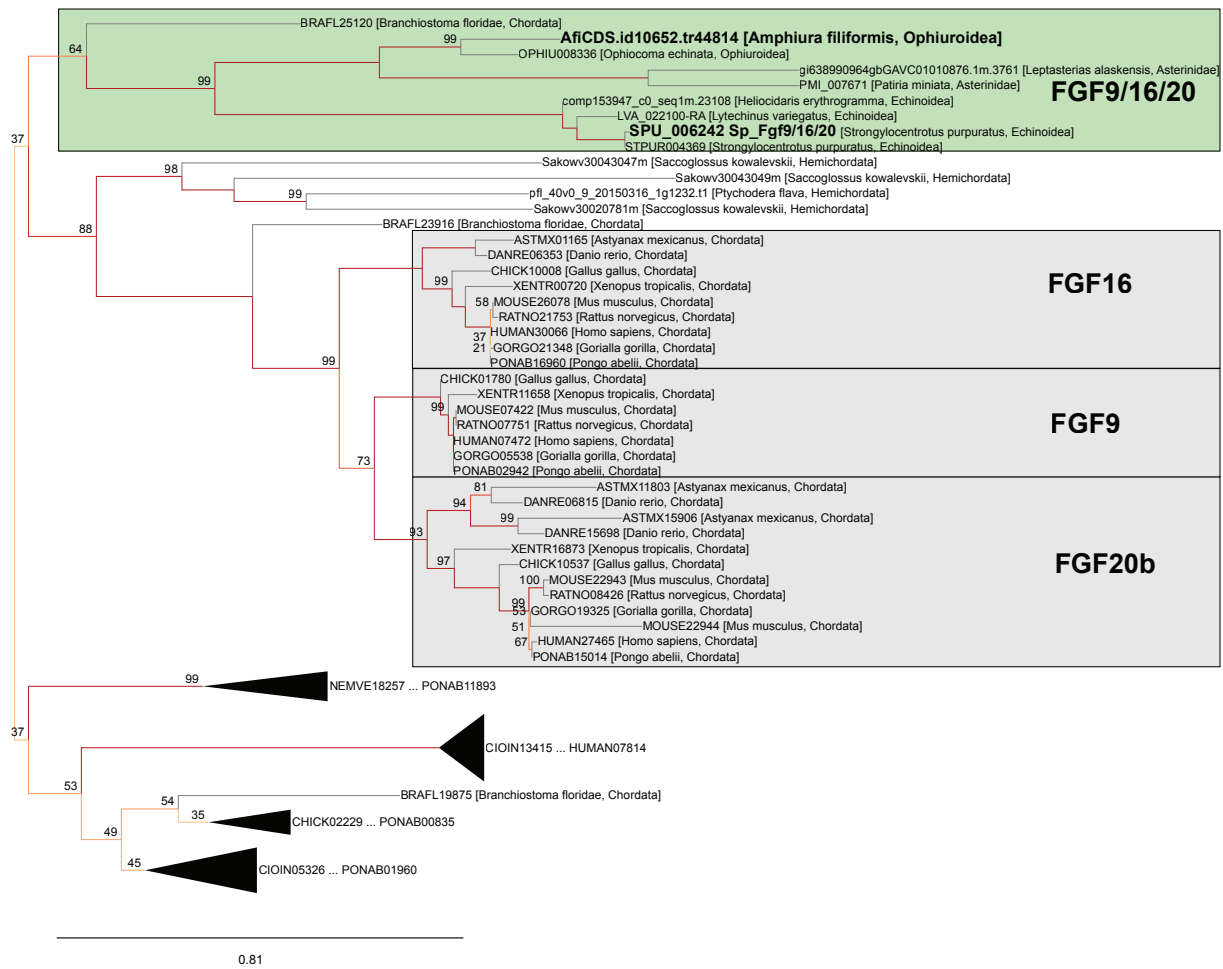 BRAFL25120 [Branchiostoma floridae, Chordata]
64
99
AfiCDS.id10652.tr44814 [Amphiura filiformis, Ophiuroidea]
OPHIU008336 [Ophiocoma echinata, Ophiuroidea]
99
gi638990964gbGAVC01010876.1m.3761 [Leptasterias alaskensis, Asterinidae]
PMI_007671 [Patiria miniata, Asterinidae]
FGF9/16/20
comp153947_c0_seq1m.23108 [Heliocidaris erythrogramma, Echinoidea]
LVA_022100-RA [Lytechinus variegatus, Echinoidea]
SPU_006242 Sp_Fgf9/16/20 [Strongylocentrotus purpuratus, Echinoidea]
STPUR004369 [Strongylocentrotus purpuratus, Echinoidea]
37
Sakowv30043047m [Saccoglossus kowalevskii, Hemichordata]
98
Sakowv30043049m [Saccoglossus kowalevskii, Hemichordata]
99
pfl_40v0_9_20150316_1g1232.t1 [Ptychodera flava, Hemichordata]
Sakowv30020781m [Saccoglossus kowalevskii, Hemichordata]
88
BRAFL23916 [Branchiostoma floridae, Chordata]
ASTMX01165 [Astyanax mexicanus, Chordata]
DANRE06353 [Danio rerio, Chordata]
CHICK10008 [Gallus gallus, Chordata]
99
XENTR00720 [Xenopus tropicalis, Chordata]
FGF16
58
MOUSE26078 [Mus musculus, Chordata]
RATNO21753 [Rattus norvegicus, Chordata]
HUMAN30066 [Homo sapiens, Chordata]
37
21
GORGO21348 [Gorialla gorilla, Chordata]
PONAB16960 [Pongo abelii, Chordata]
99
CHICK01780 [Gallus gallus, Chordata]
XENTR11658 [Xenopus tropicalis, Chordata]
99
MOUSE07422 [Mus musculus, Chordata]
RATNO07751 [Rattus norvegicus, Chordata]
FGF9
HUMAN07472 [Homo sapiens, Chordata]
GORGO05538 [Gorialla gorilla, Chordata]
PONAB02942 [Pongo abelii, Chordata]
73
81
ASTMX11803 [Astyanax mexicanus, Chordata]
94
DANRE06815 [Danio rerio, Chordata]
99
ASTMX15906 [Astyanax mexicanus, Chordata]
93
DANRE15698 [Danio rerio, Chordata]
XENTR16873 [Xenopus tropicalis, Chordata]
97
CHICK10537 [Gallus gallus, Chordata]
FGF20b
100
MOUSE22943 [Mus musculus, Chordata]
RATNO08426 [Rattus norvegicus, Chordata]
99
53
GORGO19325 [Gorialla gorilla, Chordata]
51
MOUSE22944 [Mus musculus, Chordata]
67
HUMAN27465 [Homo sapiens, Chordata]
PONAB15014 [Pongo abelii, Chordata]
99
NEMVE18257 ... PONAB11893
37
CIOIN13415 ... HUMAN07814
53
54
BRAFL19875 [Branchiostoma floridae, Chordata]
35
CHICK02229 ... PONAB00835
49
45
CIOIN05326 ... PONAB01960
0.81